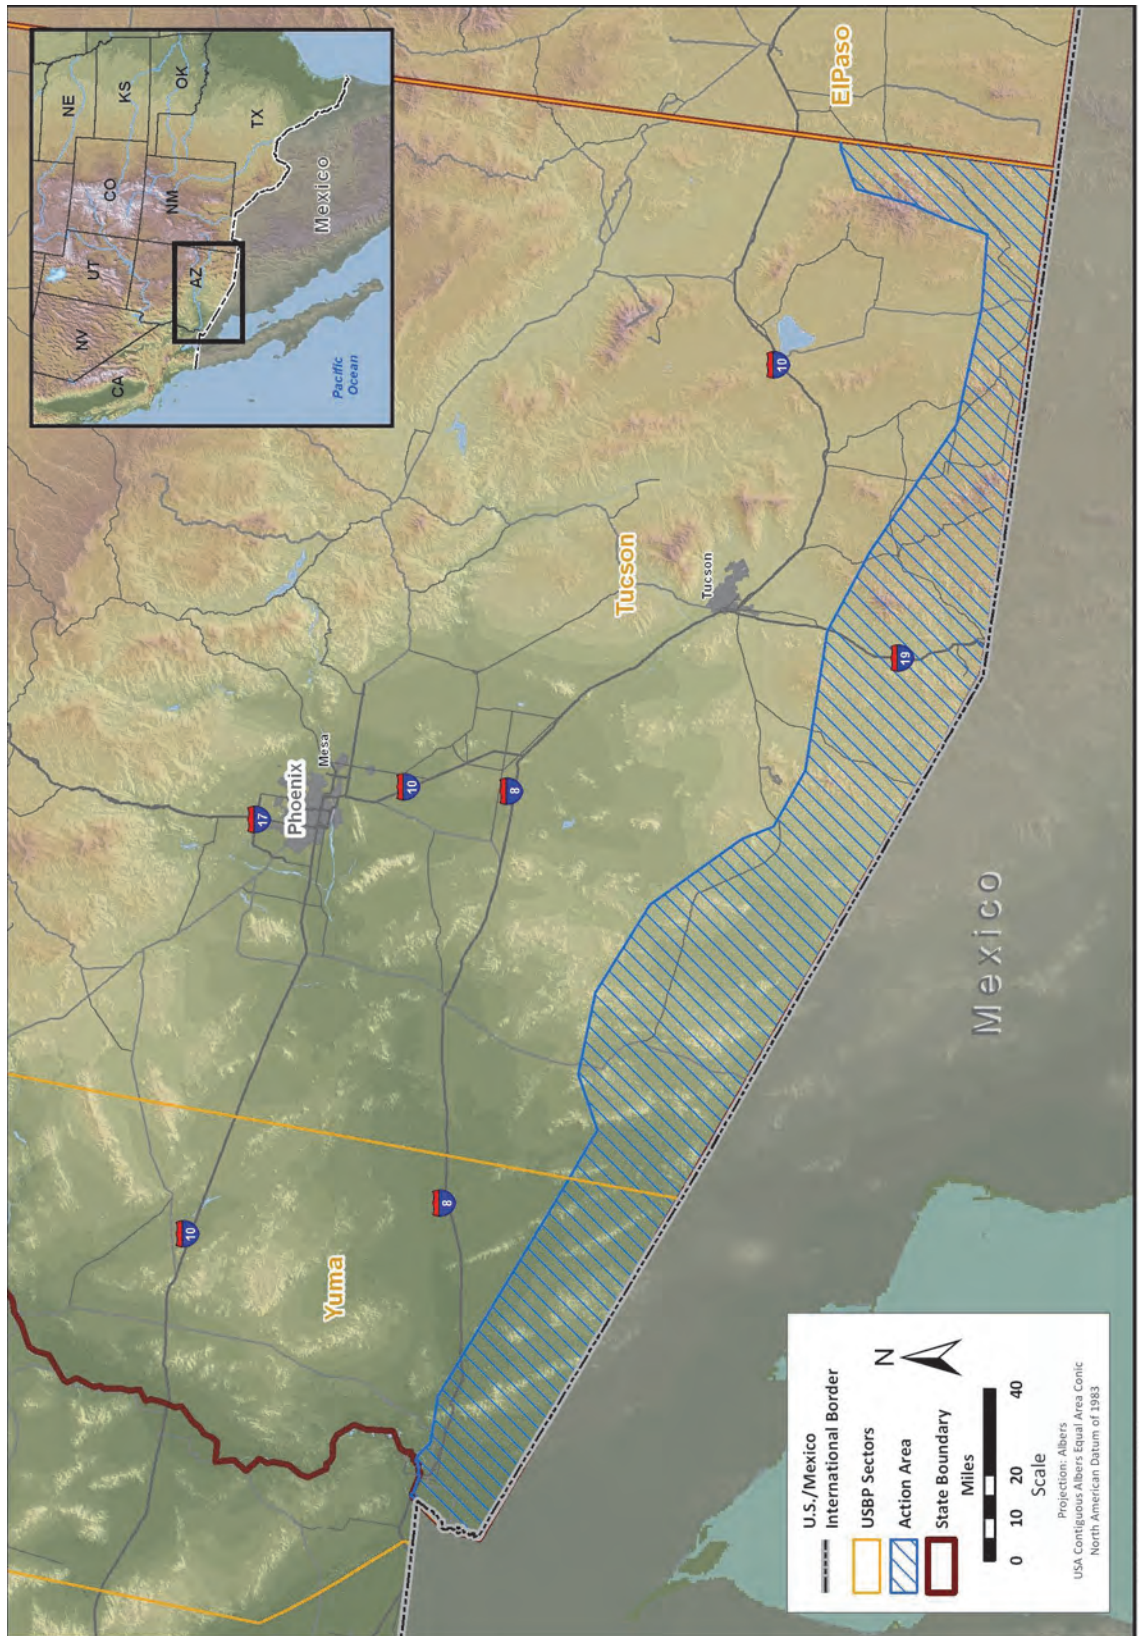 NE
KS
OK
TX
CO
NM
UT
AZ
NV
CA
Mexico
Pacific
Ocean
ElPaso
Tucson
Yuma
Phoenix
Mesa
Tucson
17
10
8
10
19
10
8
Mexico
U.S./Mexico
International Border
USBP Sectors
Action Area
State Boundary
N
Miles
0 10 20 40
Scale
Projection: Albers
USA Contiguous Albers Equal Area Conic
North American Datum of 1983